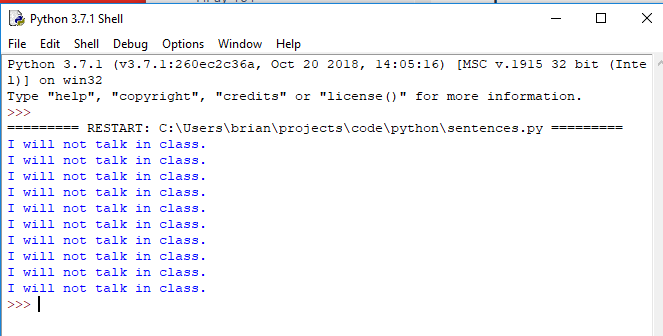 Python 3.7.1 Shell
File Edit Shell Debug Options Window Help
Python 3.7.1 (v3.7.1:260ec2c36a, Oct 20 2018, 14:05:16) [MSC v.1915 32 bit (Inte
l)] on win32
Type "help", "copyright", "credits" or "license()" for more information.
>>>
========= RESTART: C:\Users\brian\projects\code\python\sentences.py =========
I will not talk in class.
I will not talk in class.
I will not talk in class.
I will not talk in class.
I will not talk in class.
I will not talk in class.
I will not talk in class.
I will not talk in class.
I will not talk in class.
I will not talk in class.
>>>